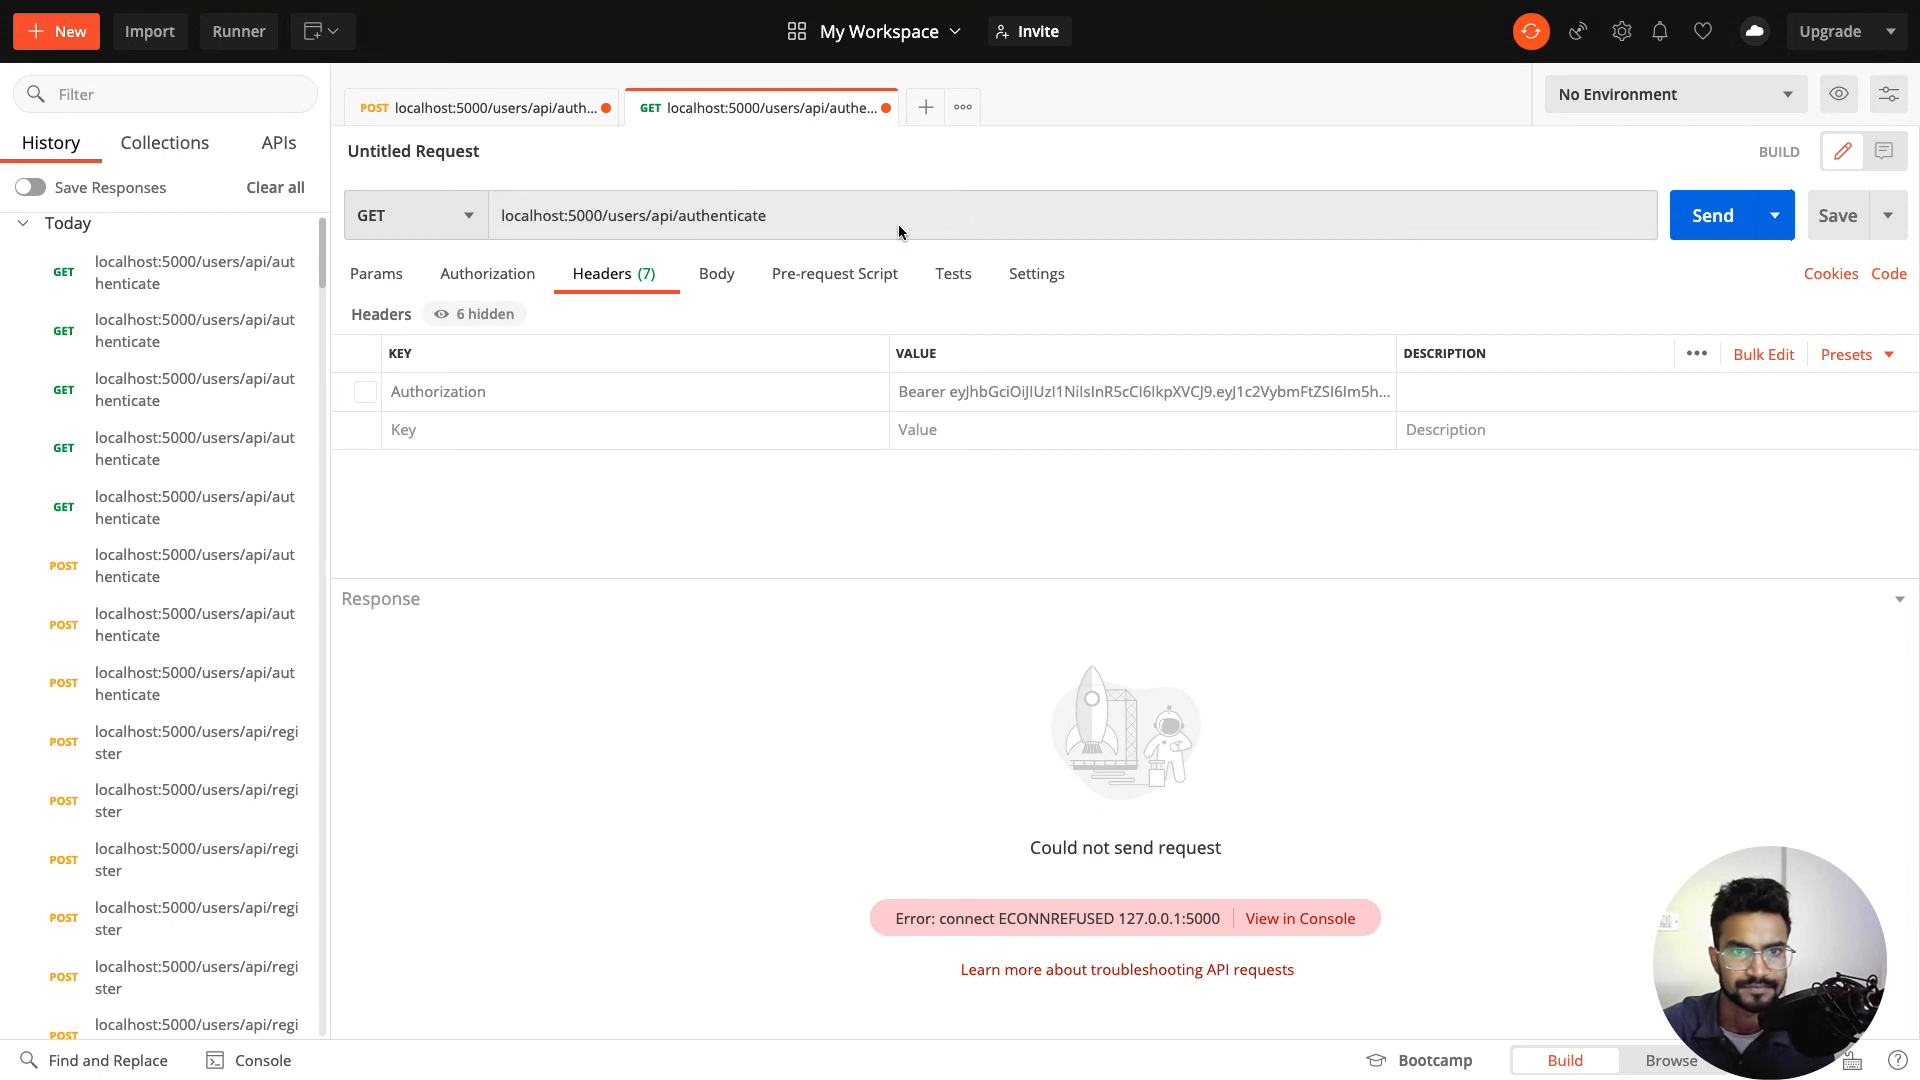 New
Import
Runner
My Workspace
Invite
Upgrade
Filter
History
Collections
APIs
Save Responses
Clear all
Today
GET
localhost:5000/users/api/aut
henticate
GET
localhost:5000/users/api/aut
henticate
GET
localhost:5000/users/api/aut
henticate
GET
localhost:5000/users/api/aut
henticate
GET
localhost:5000/users/api/aut
henticate
POST
localhost:5000/users/api/aut
henticate
POST
localhost:5000/users/api/aut
henticate
POST
localhost:5000/users/api/aut
henticate
POST
localhost:5000/users/api/regi
ster
POST
localhost:5000/users/api/regi
ster
POST
localhost:5000/users/api/regi
ster
POST
localhost:5000/users/api/regi
ster
POST
localhost:5000/users/api/regi
ster
POST
localhost:5000/users/api/regi
POST localhost:5000/users/api/auth...
GET localhost:5000/users/api/authe...
No Environment
Untitled Request
BUILD
GET
localhost:5000/users/api/authenticate
Send
Save
Params
Authorization
Headers (7)
Body
Pre-request Script
Tests
Settings
Cookies
Code
Headers
6 hidden
KEY
VALUE
DESCRIPTION
Bulk Edit
Presets
Authorization
Bearer eyJhbGciOiJIUzI1NiIsInR5cCI6IkpXVCJ9.eyJ1c2VybmFtZSI6Im5h...
Key
Value
Description
Response
Could not send request
Error: connect ECONNREFUSED 127.0.0.1:5000
View in Console
Learn more about troubleshooting API requests
Find and Replace
Console
Bootcamp
Build
Browse